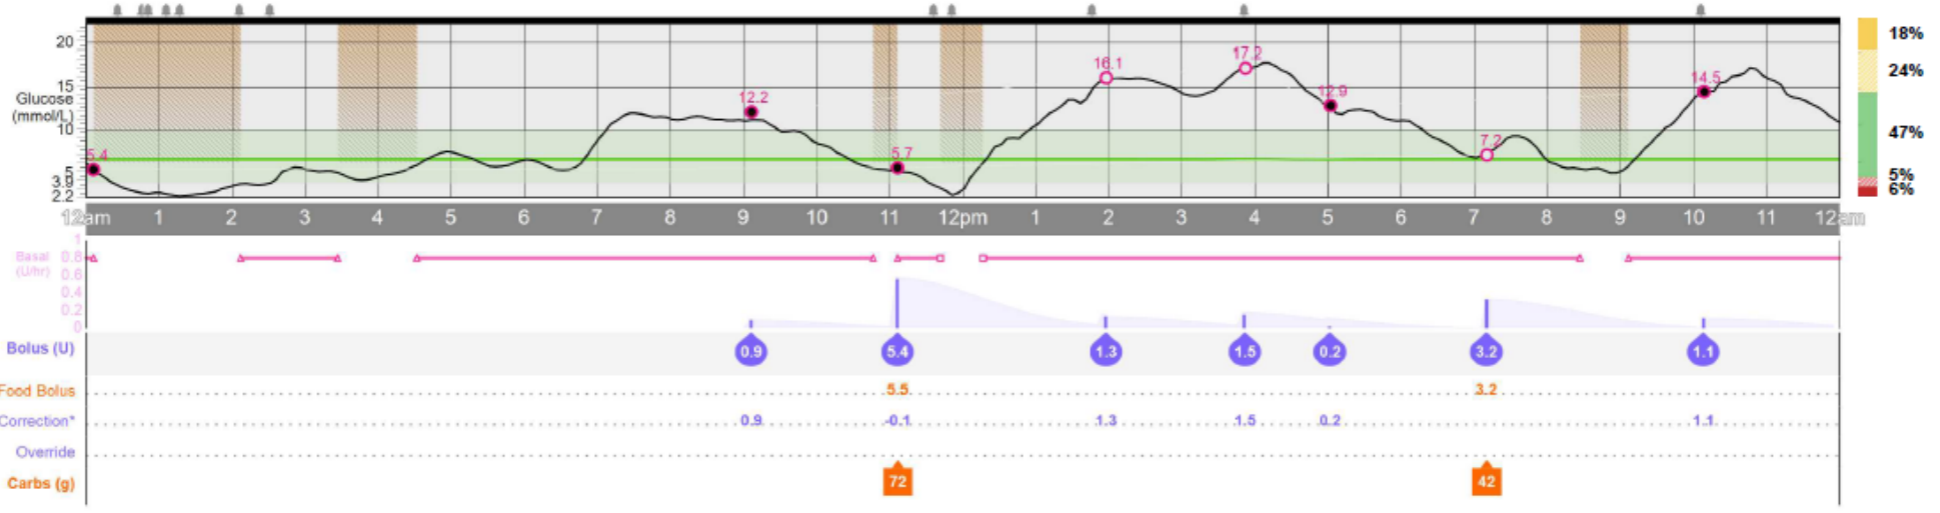 20
17.2
16.1
15
14.5
12.9
12.2
Glucose
(mmol/L)
10
7.2
5.4
5.7
5
3.9
2.2
18%
24%
47%
5%
6%
12am 1 2 3 4 5 6 7 8 9 10 11 12pm 1 2 3 4 5 6 7 8 9 10 11 12am
1
Basal 0.8
(U/hr) 0.6
0.4
0.2
0
Bolus (U) 0.9 5.4 1.3 1.5 0.2 3.2 1.1
Food Bolus 5.5 3.2
Correction* 0.9 -0.1 1.3 1.5 0.2 1.1
Override
Carbs (g) 72 42